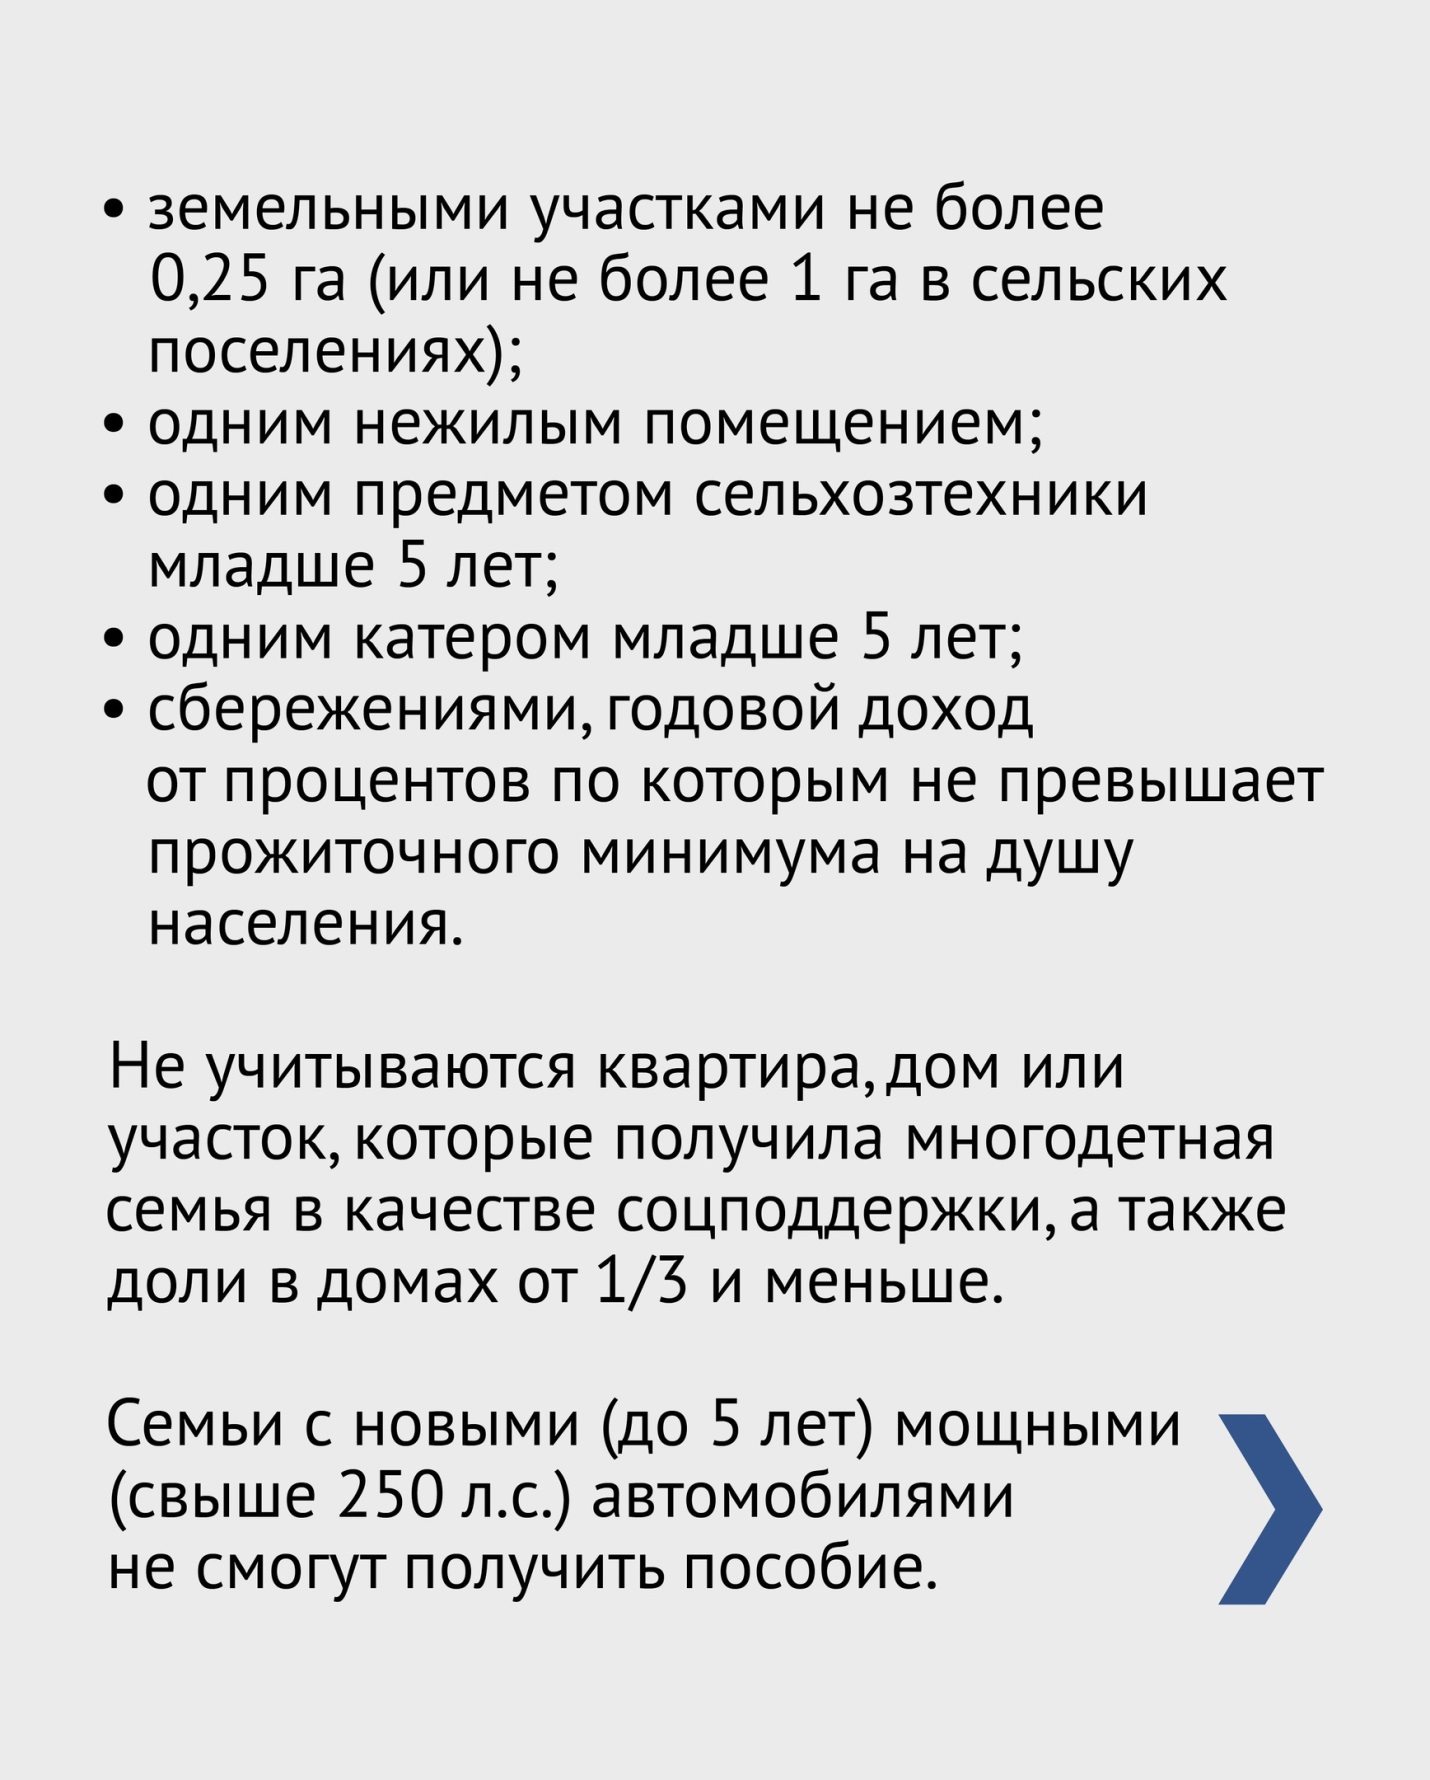 • земельными участками не более
0,25 га (или не более 1 га в сельских
поселениях);
• одним нежилым помещением;
• одним предметом сельхозтехники
младше 5 лет;
• одним катером младше 5 лет;
• сбережениями, годовой доход
от процентов по которым не превышает
прожиточного минимума на душу
населения.
Не учитываются квартира, дом или
участок, которые получила многодетная
семья в качестве соцподдержки, а также
доли в домах от 1/3 и меньше.
Семьи с новыми (до 5 лет) мощными
(свыше 250 л.с.) автомобилями
не смогут получить пособие.